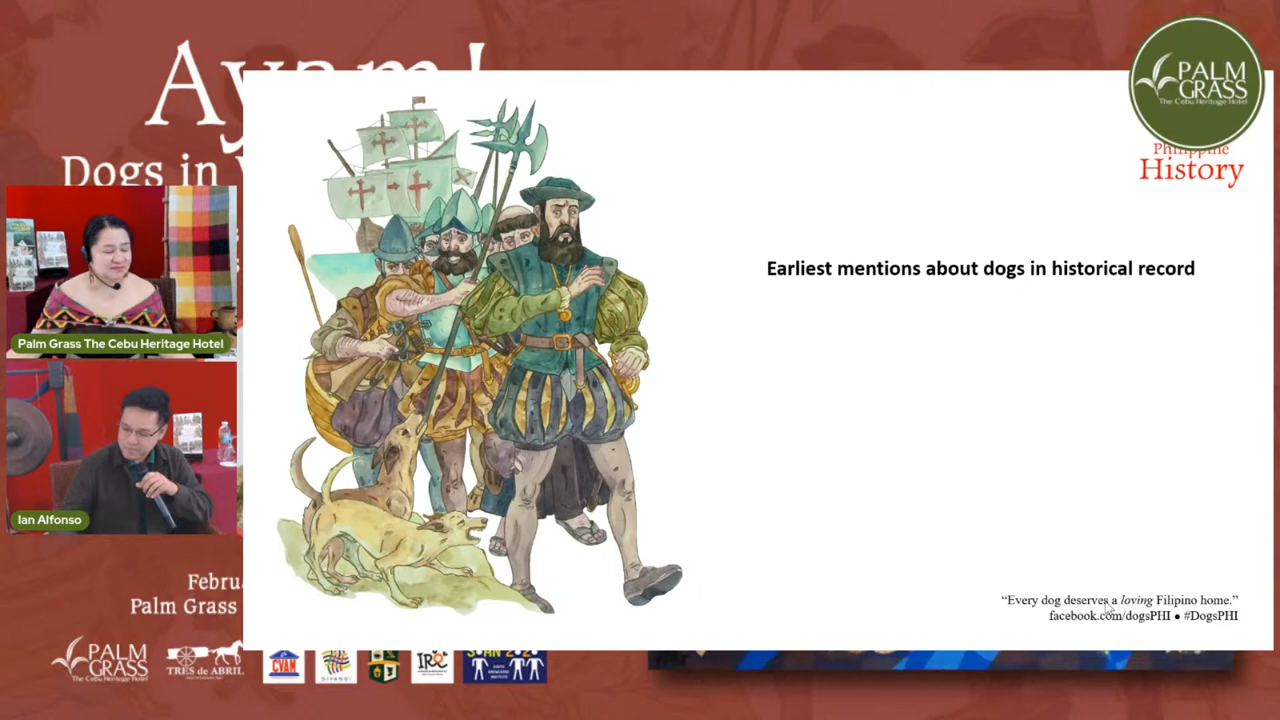 Dogs in
PALM
GRASS
The Cebu Heritage Hotel
Philippine
History
Earliest mentions about dogs in historical record
Palm Grass The Cebu Heritage Hotel
Ian Alfonso
“Every dog deserves a loving Filipino home.”
facebook.com/dogsPHI ● #DogsPHI
Palm Grass
PALM
GRASS
The Cebu Heritage Hotel
TRES de ABRIL
CVAM